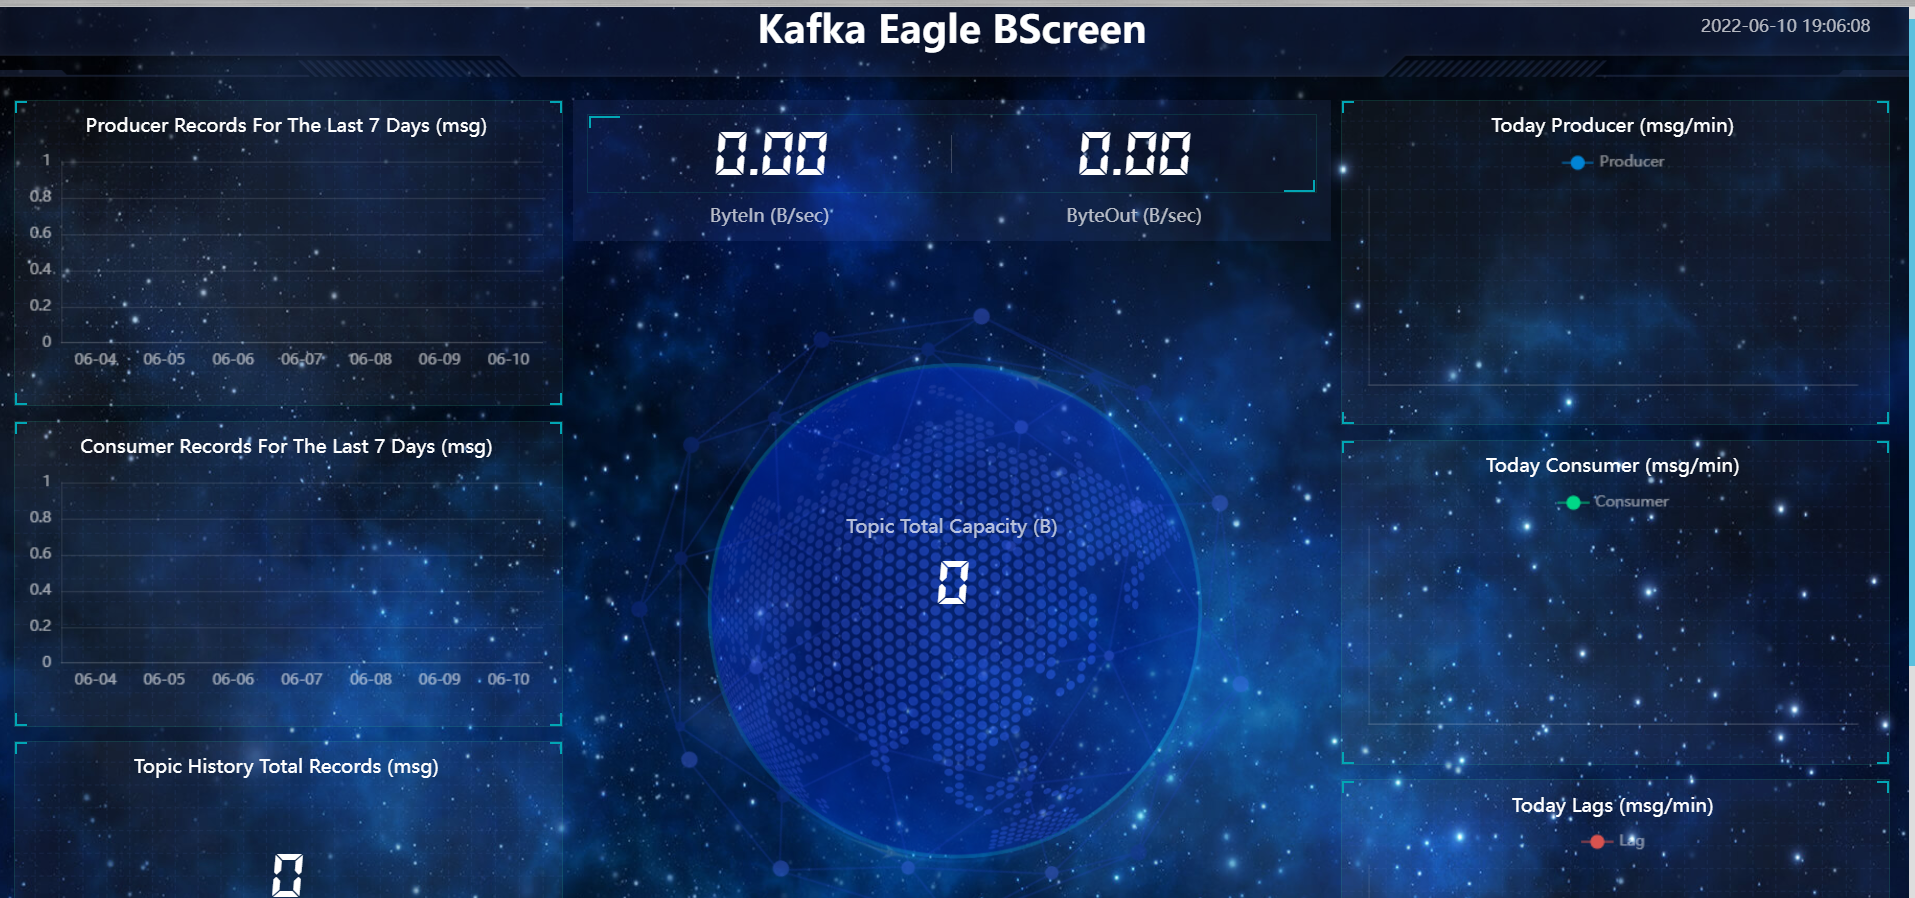 Kafka Eagle BScreen
2022-06-10 19:06:08
Producer Records For The Last 7 Days (msg)
1
0.8
0.6
0.4
0.2
0
06-04 06-05 06-06 06-07 06-08 06-09 06-10
Consumer Records For The Last 7 Days (msg)
1
0.8
0.6
0.4
0.2
0
06-04 06-05 06-06 06-07 06-08 06-09 06-10
Topic History Total Records (msg)
0
0.00 0.00
ByteIn (B/sec) ByteOut (B/sec)
Topic Total Capacity (B)
0
Today Producer (msg/min)
Producer
Today Consumer (msg/min)
Consumer
Today Lags (msg/min)
Lag